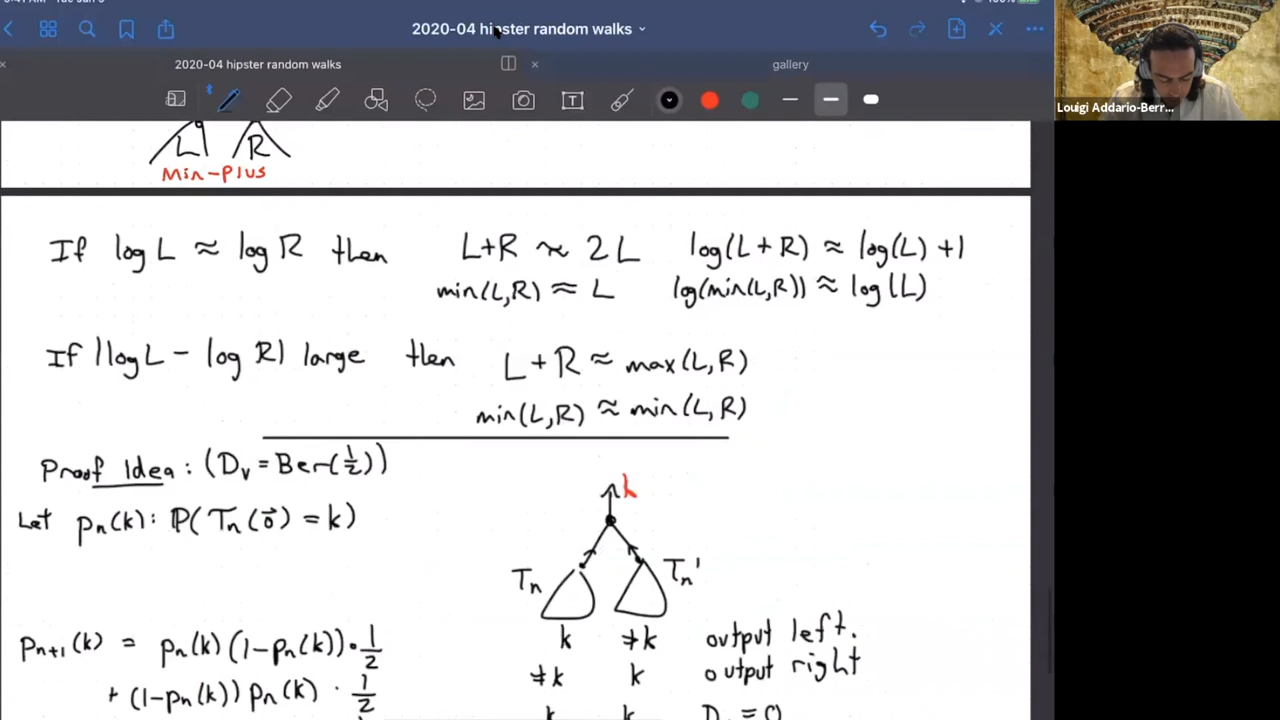 2020-04 hipster random walks
2020-04 hipster random walks
gallery
Louigi Addario-Berr...
L R
Min-Plus
If log L ≈ log R then L+R ≈ 2L log(L+R) ≈ log(L) +1
min(L,R) ≈ L log(min(L,R)) ≈ log(L)
If |log L - log R| large then L+R ≈ max(L,R)
min(L,R) ≈ min(L,R)
Proof Idea: (Dv = Ber(1/2))
k
Let pn(k): P(Tn(0⃗) = k)
Tn Tn'
pn+1(k) = pn(k)(1-pn(k))·1/2
+ (1-pn(k))pn(k) · 1/2
k ≠k output left.
≠k k output right
k k